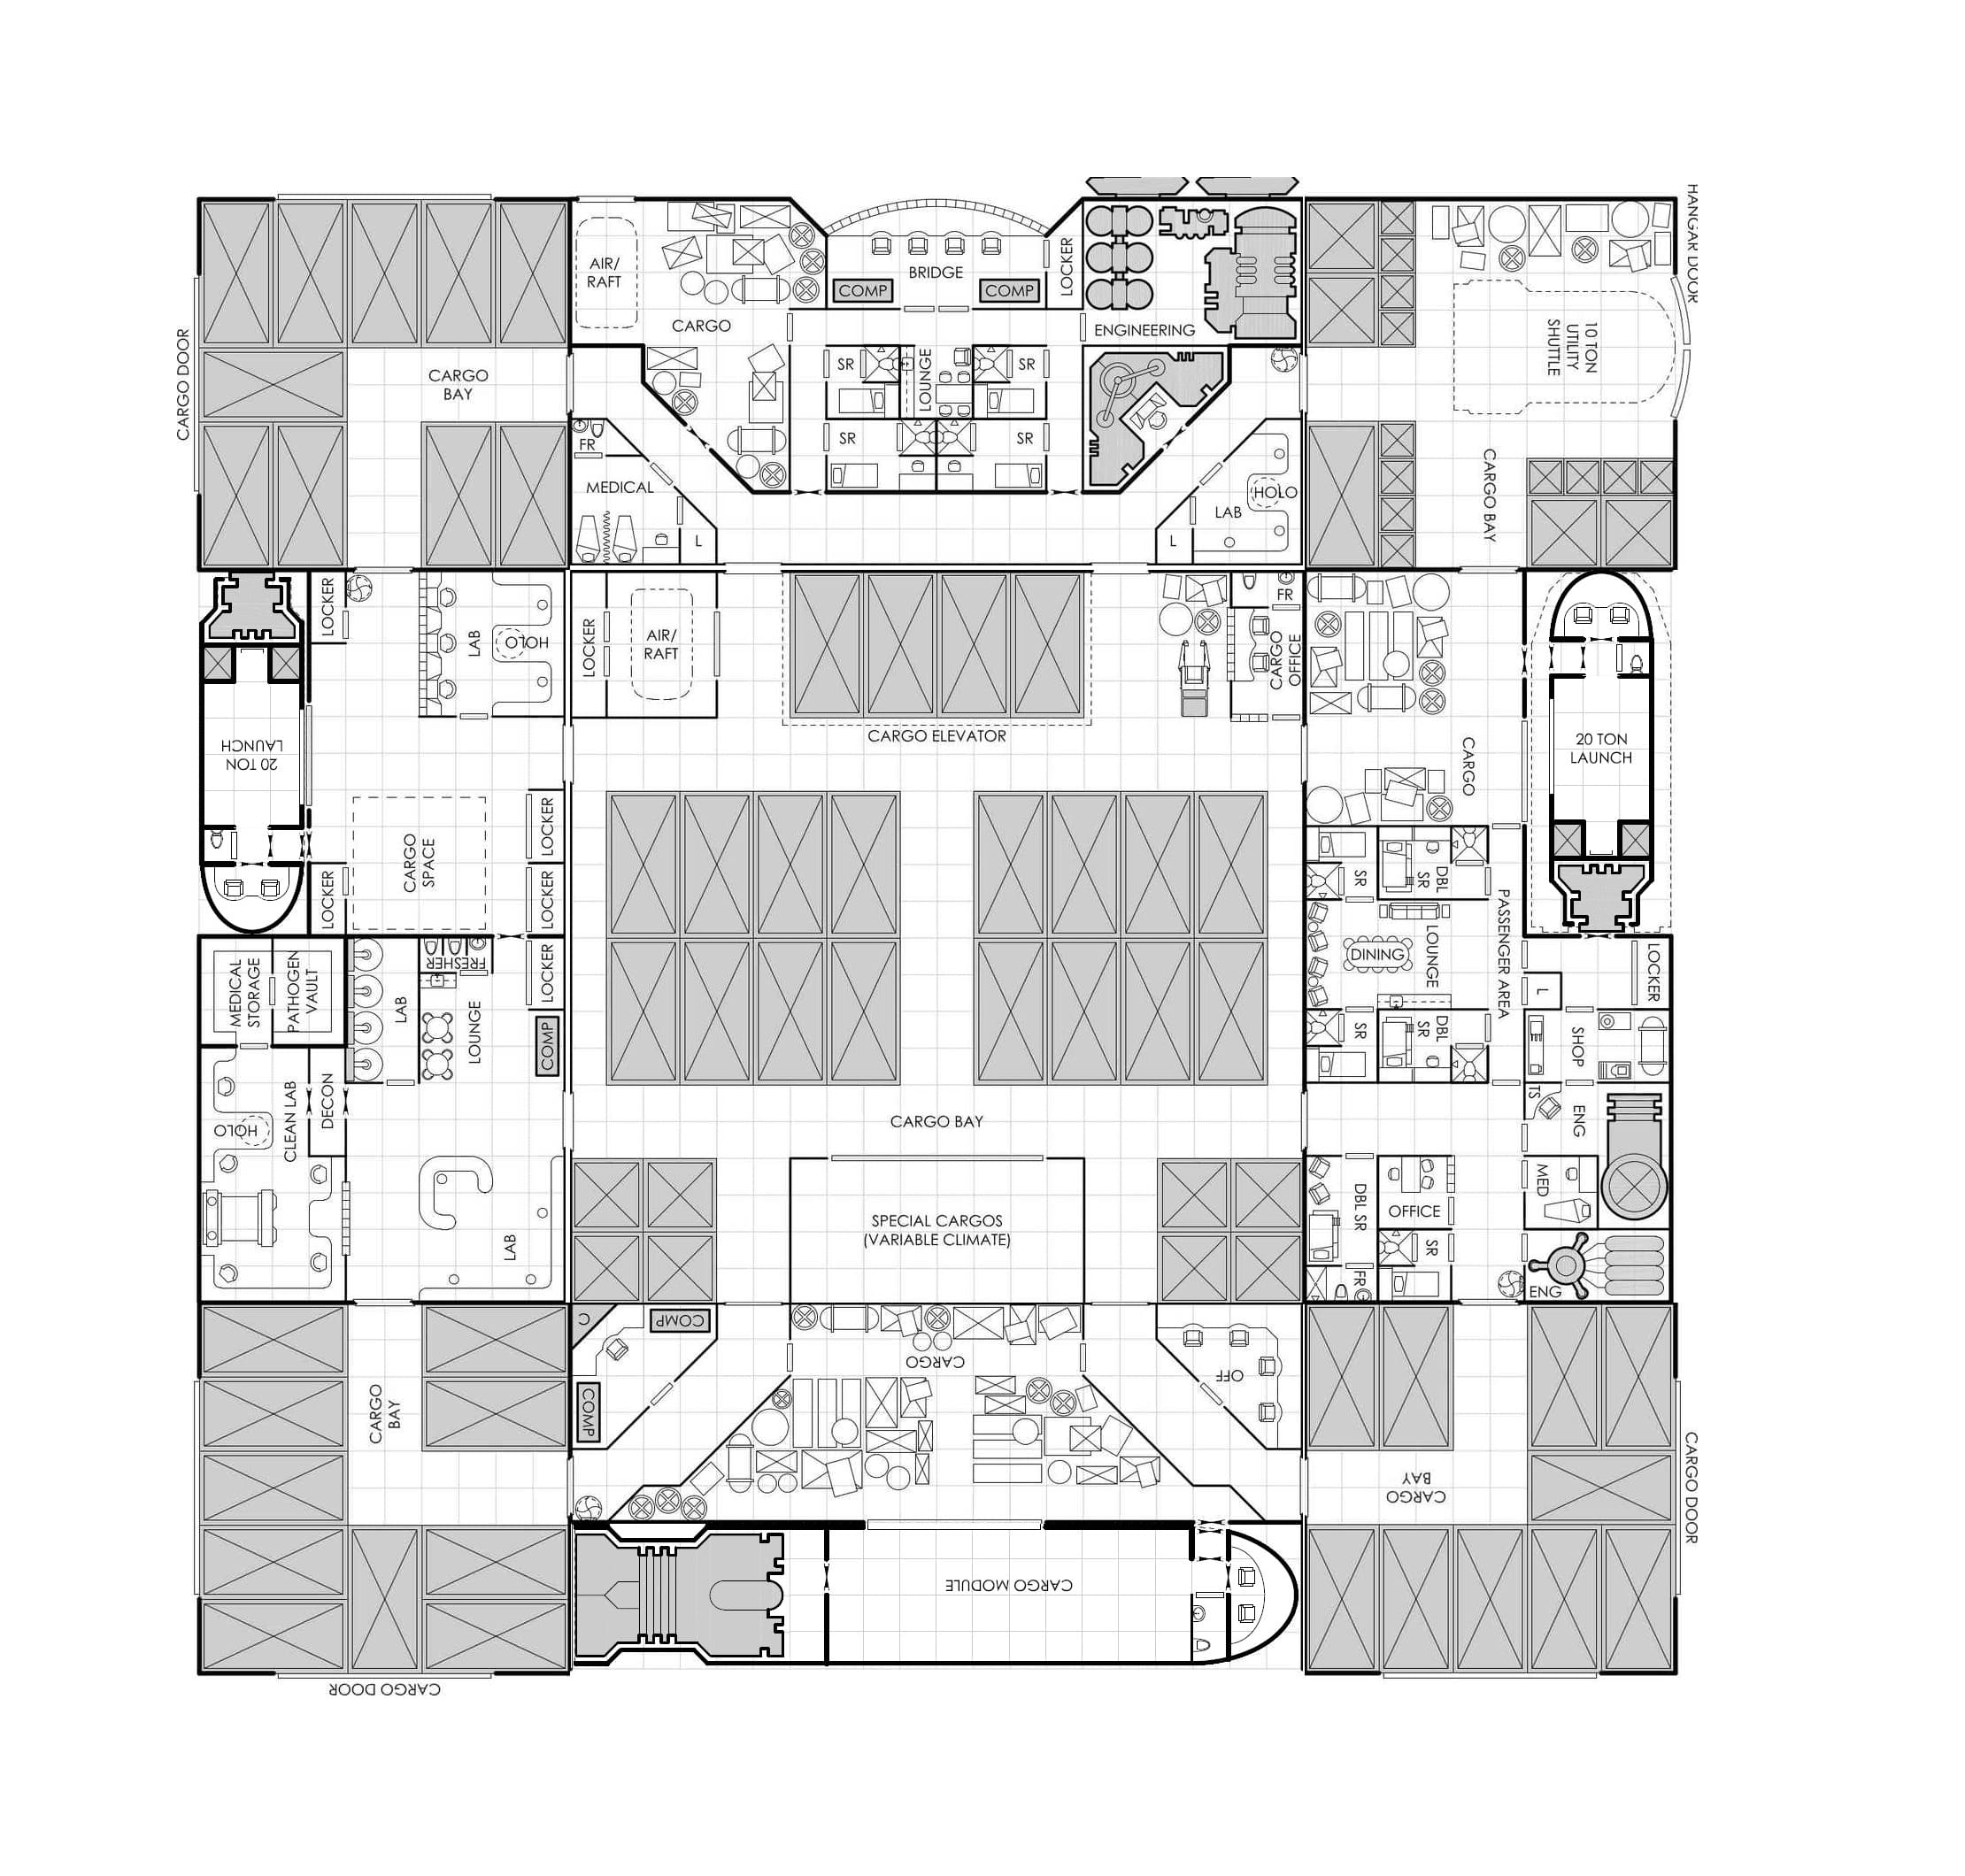 HANGAR DOOR
AIR/
RAFT
CARGO
BRIDGE
COMP
COMP
LOCKER
ENGINEERING
10 TON
UTILITY
SHUTTLE
CARGO DOOR
CARGO
BAY
SR
LOUNGE
SR
SR
SR
FR
MEDICAL
L
HOLO
LAB
L
CARGO BAY
LOCKER
LAB
HOLO
LOCKER
AIR/
RAFT
FR
CARGO
OFFICE
20 TON
LAUNCH
CARGO ELEVATOR
CARGO
20 TON
LAUNCH
LOCKER
CARGO
SPACE
LOCKER
LOCKER
SR
DBL
SR
PASSENGER AREA
FRESHER
LOCKER
MEDICAL
STORAGE
PATHOGEN
VAULT
LAB
LOUNGE
COMP
DINING
LOUNGE
LOCKER
L
SR
DBL
SR
SHOP
CLEAN LAB
DECON
HOLO
TS
ENG
CARGO BAY
DBL SR
OFFICE
MED
SPECIAL CARGOS
(VARIABLE CLIMATE)
LAB
SR
FR
ENG
C
COMP
CARGO
OFF
COMP
CARGO
BAY
CARGO
BAY
CARGO DOOR
CARGO MODULE
CARGO DOOR